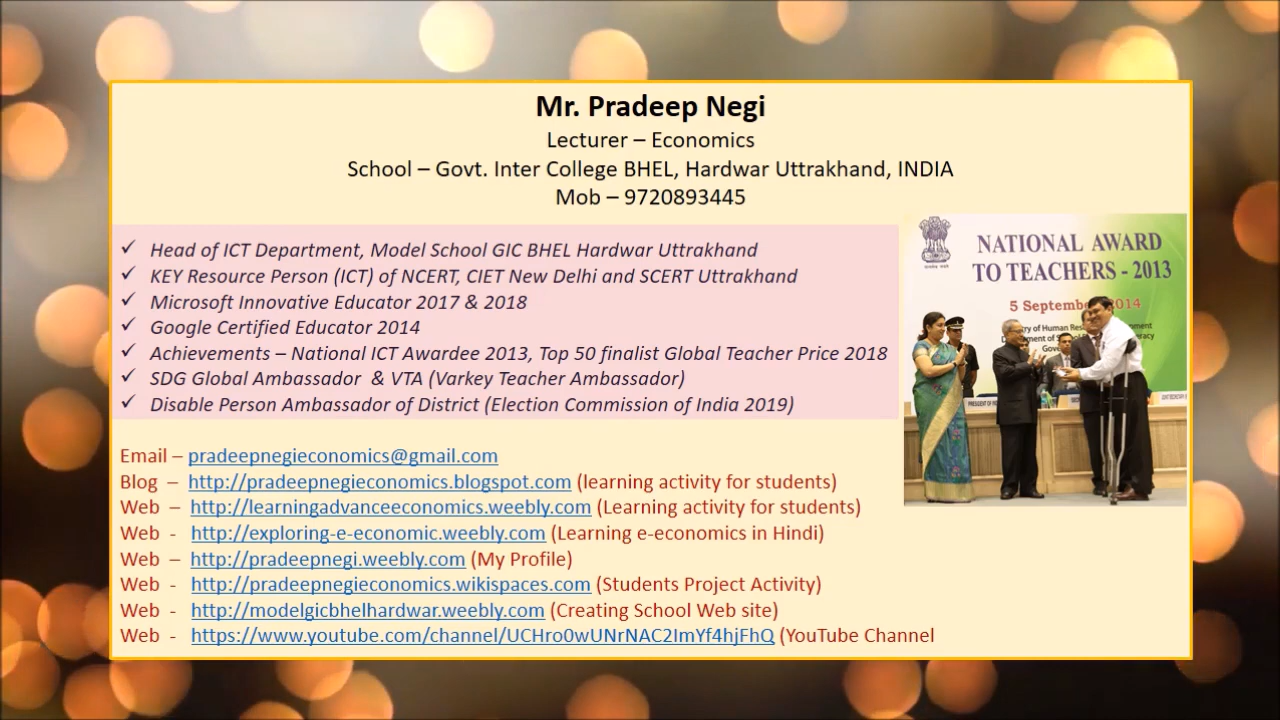 Mr. Pradeep Negi
Lecturer – Economics
School – Govt. Inter College BHEL, Hardwar Uttrakhand, INDIA
Mob – 9720893445
✓ Head of ICT Department, Model School GIC BHEL Hardwar Uttrakhand
✓ KEY Resource Person (ICT) of NCERT, CIET New Delhi and SCERT Uttrakhand
✓ Microsoft Innovative Educator 2017 & 2018
✓ Google Certified Educator 2014
✓ Achievements – National ICT Awardee 2013, Top 50 finalist Global Teacher Price 2018
✓ SDG Global Ambassador & VTA (Varkey Teacher Ambassador)
✓ Disable Person Ambassador of District (Election Commission of India 2019)
NATIONAL AWARD
TO TEACHERS - 2013
5 September 2014
Email – pradeepnegieconomics@gmail.com
Blog – http://pradeepnegieconomics.blogspot.com (learning activity for students)
Web – http://learningadvanceeconomics.weebly.com (Learning activity for students)
Web - http://exploring-e-economic.weebly.com (Learning e-economics in Hindi)
Web – http://pradeepnegi.weebly.com (My Profile)
Web - http://pradeepnegieconomics.wikispaces.com (Students Project Activity)
Web - http://modelgicbhelhardwar.weebly.com (Creating School Web site)
Web - https://www.youtube.com/channel/UCHro0wUNrNAC2ImYf4hjFhQ (YouTube Channel